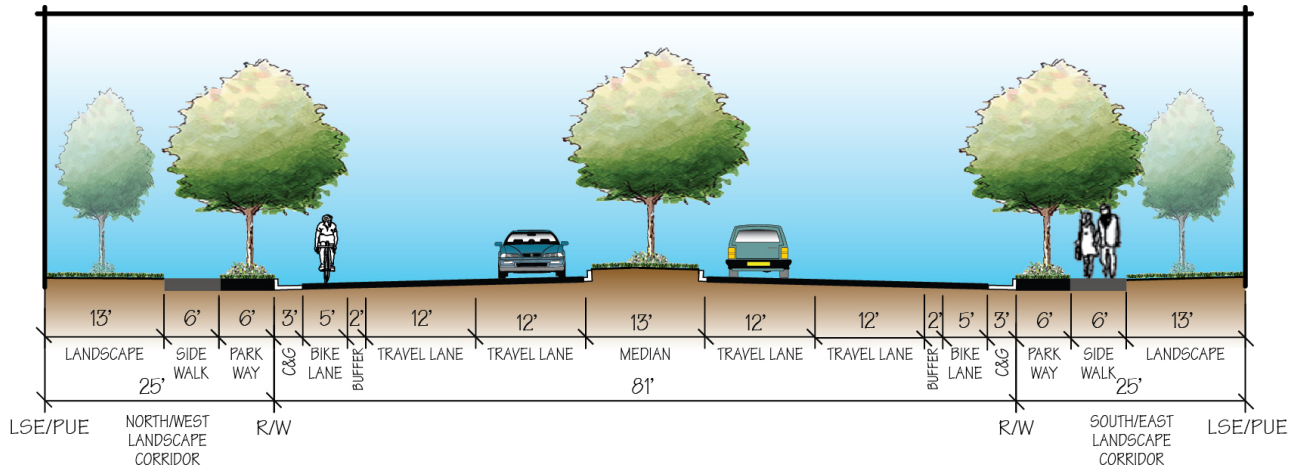 13' 6' 6' 3' 5' 2' 12' 12' 13' 12' 12' 2' 5' 3' 6' 6' 13'
LANDSCAPE SIDE PARK C&G BIKE BUFFER TRAVEL LANE TRAVEL LANE MEDIAN TRAVEL LANE TRAVEL LANE BUFFER BIKE C&G PARK SIDE LANDSCAPE
WALK WAY LANE LANE WAY WALK
25' 81' 25'
LSE/PUE NORTH/WEST R/W R/W SOUTH/EAST LSE/PUE
LANDSCAPE LANDSCAPE
CORRIDOR CORRIDOR